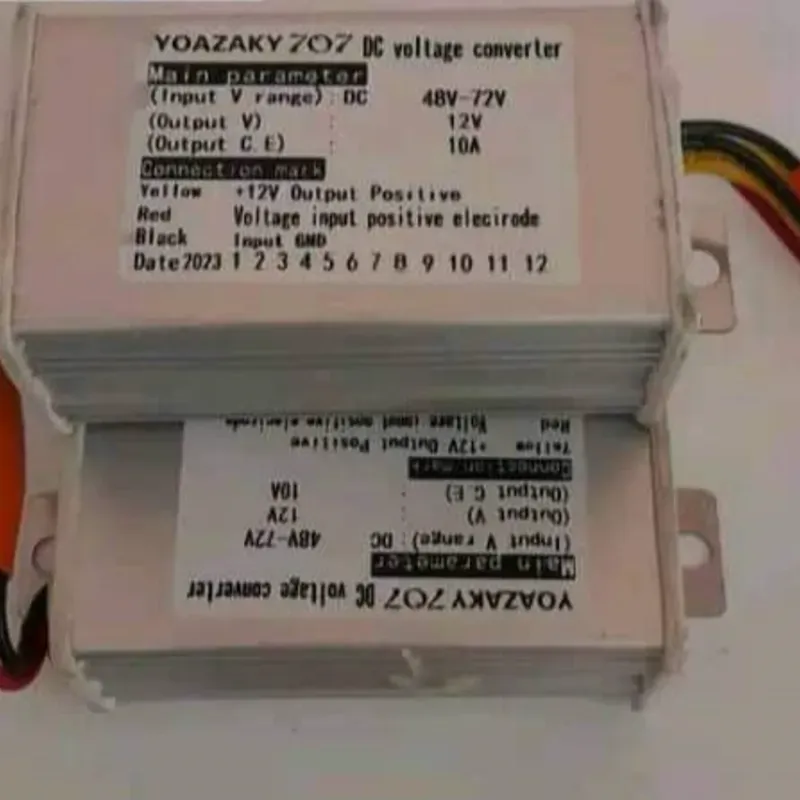 YOAZAKY 707 DC voltage converter
Main parameter
(Input V range): DC 48V-72V
(Output V) : 12V
(Output C.E) : 10A
Connection mark
Yellow +12V Output Positive
Red Voltage input positive elecirode
Black Input GND
Date 2023 1 2 3 4 5 6 7 8 9 10 11 12
YOAZAKY 707 DC voltage converter
Main parameter
(Input V range): DC 48V-72V
(Output V) : 12V
(Output C.E) : 10A
Connection mark
Yellow +12V Output Positive
Red Voltage input positive elecirode